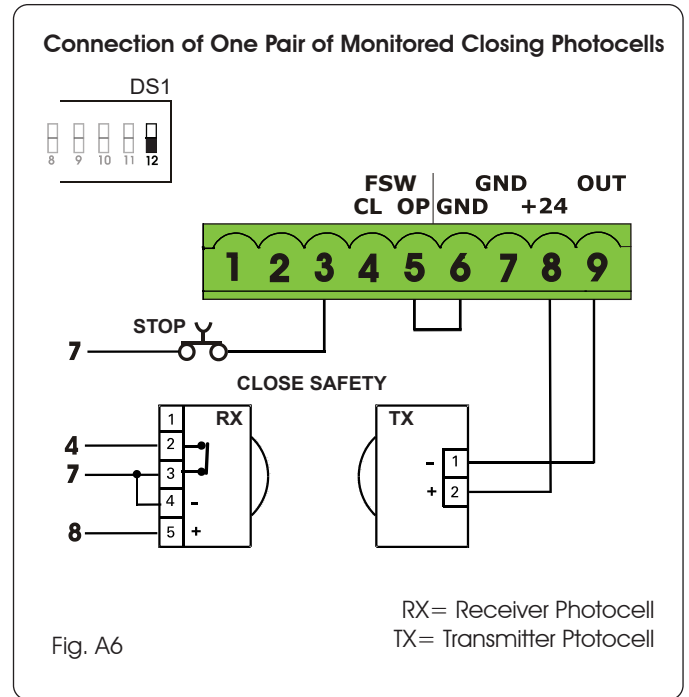 Connection of One Pair of Monitored Closing Photocells
DS1
8 9 10 11 12
FSW GND OUT
CL OP GND +24
1 2 3 4 5 6 7 8 9
STOP
7
CLOSE SAFETY
1 RX
4 2
7 3
4 -
8 5 +
TX
- 1
+ 2
RX= Receiver Photocell
TX= Transmitter Ptotocell
Fig. A6